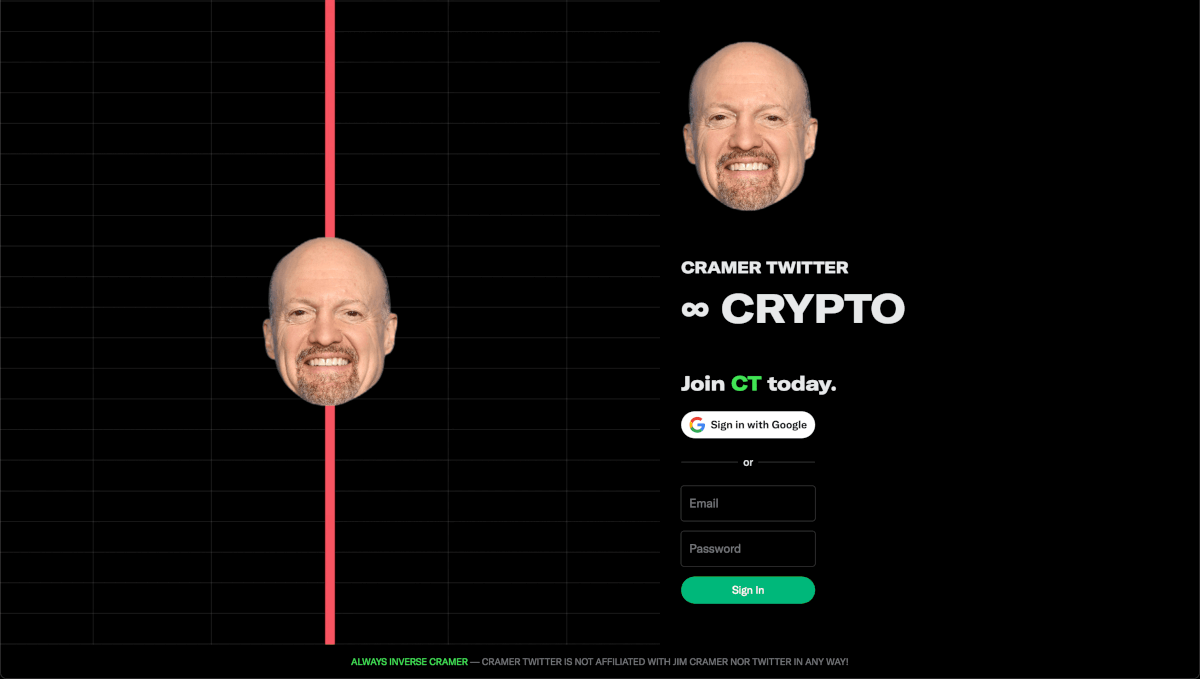 CRAMER TWITTER
∞ CRYPTO
Join CT today.
Sign in with Google
or
Email
Password
Sign In
ALWAYS INVERSE CRAMER — CRAMER TWITTER IS NOT AFFILIATED WITH JIM CRAMER NOR TWITTER IN ANY WAY!